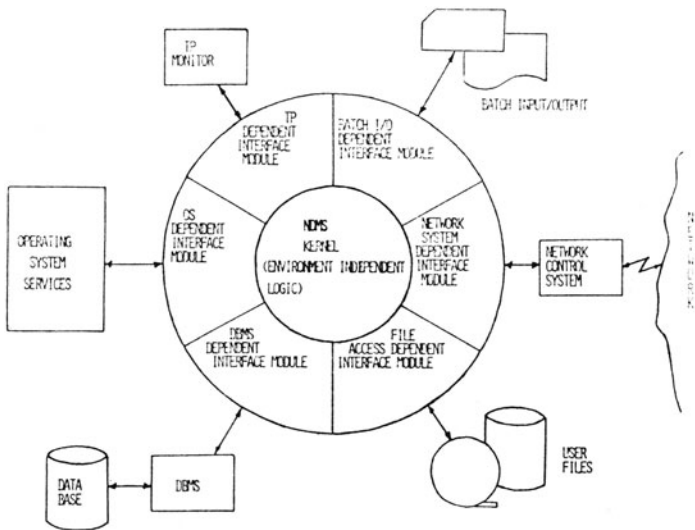 TP
MONITOR
BATCH INPUT/OUTPUT
TP
DEPENDENT
INTERFACE
MODULE
BATCH I/O
DEPENDENT
INTERFACE MODULE
OPERATING
SYSTEM
SERVICES
OS
DEPENDENT
INTERFACE
MODULE
NDMS
KERNEL
(ENVIRONMENT INDEPENDENT
LOGIC)
NETWORK
SYSTEM
DEPENDENT
INTERFACE
MODULE
NETWORK
CONTROL
SYSTEM
NETWORK
DBMS
DEPENDENT
INTERFACE MODULE
FILE
ACCESS DEPENDENT
INTERFACE MODULE
DATA
BASE
DBMS
USER
FILES